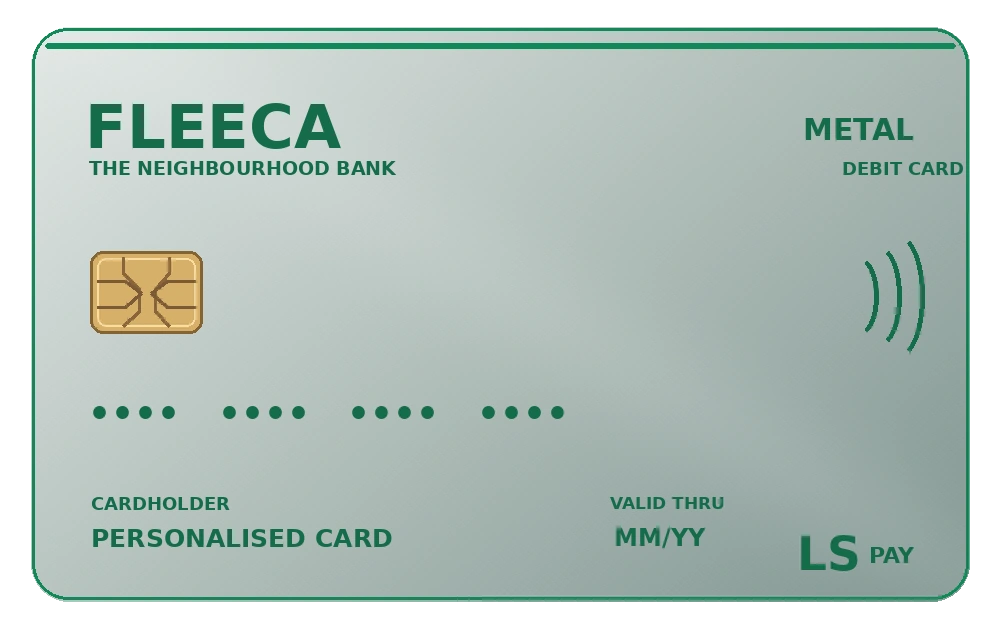 FLEECA
METAL
THE NEIGHBOURHOOD BANK
DEBIT CARD
•••• •••• •••• ••••
CARDHOLDER
VALID THRU
PERSONALISED CARD
MM/YY
LS PAY